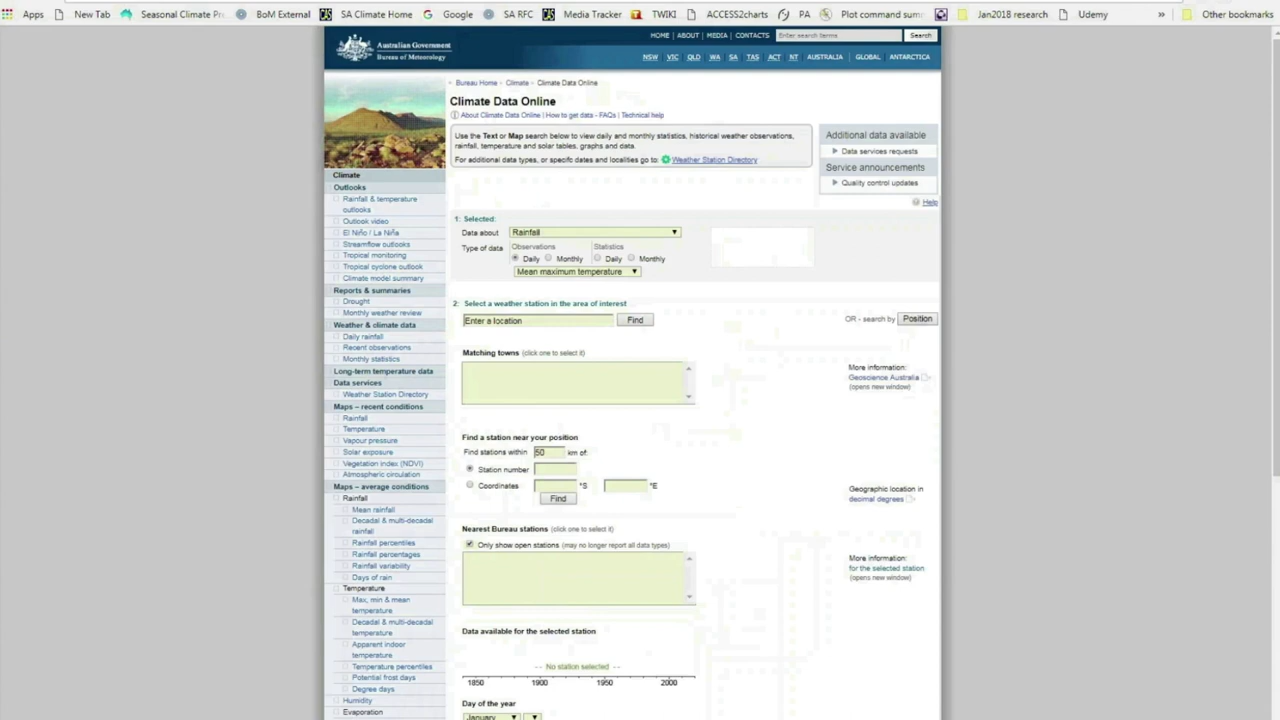 Apps New Tab Seasonal Climate Pr BoM External SA Climate Home Google SA RFC Media Tracker TWIKI ACCESS2charts PA Plot command sum Jan2018 research Udemy » Other bookmarks
HOME | ABOUT | MEDIA | CONTACTS Enter search terms Search
Australian Government
Bureau of Meteorology
NSW VIC QLD WA SA TAS ACT NT AUSTRALIA GLOBAL ANTARCTICA
Bureau Home › Climate › Climate Data Online
Climate Data Online
About Climate Data Online | How to get data - FAQs | Technical help
Use the Text or Map search below to view daily and monthly statistics, historical weather observations,
rainfall, temperature and solar tables, graphs and data.
For additional data types, or specifc dates and localities go to: Weather Station Directory
Additional data available
Data services requests
Service announcements
Quality control updates
Help
Climate
Outlooks
Rainfall & temperature
outlooks
Outlook video
El Niño / La Niña
Streamflow outlooks
Tropical monitoring
Tropical cyclone outlook
Climate model summary
Reports & summaries
Drought
Monthly weather review
Weather & climate data
Daily rainfall
Recent observations
Monthly statistics
Long-term temperature data
Data services
Weather Station Directory
Maps – recent conditions
Rainfall
Temperature
Vapour pressure
Solar exposure
Vegetation index (NDVI)
Atmospheric circulation
Maps – average conditions
Rainfall
Mean rainfall
Decadal & multi-decadal
rainfall
Rainfall percentiles
Rainfall percentages
Rainfall variability
Days of rain
Temperature
Max, min & mean
temperature
Decadal & multi-decadal
temperature
Apparent indoor
temperature
Temperature percentiles
Potential frost days
Degree days
Humidity
Evaporation
1: Selected:
Data about Rainfall
Type of data Observations Statistics
Daily Monthly Daily Monthly
Mean maximum temperature
2: Select a weather station in the area of interest
Enter a location Find OR - search by Position
Matching towns (click one to select it)
More information:
Geoscience Australia
(opens new window)
Find a station near your position
Find stations within 50 km of:
Station number
Coordinates °S °E
Find
Geographic location in
decimal degrees
Nearest Bureau stations (click one to select it)
Only show open stations (may no longer report all data types)
More information:
for the selected station
(opens new window)
Data available for the selected station
-- No station selected --
1850 1900 1950 2000
Day of the year
January